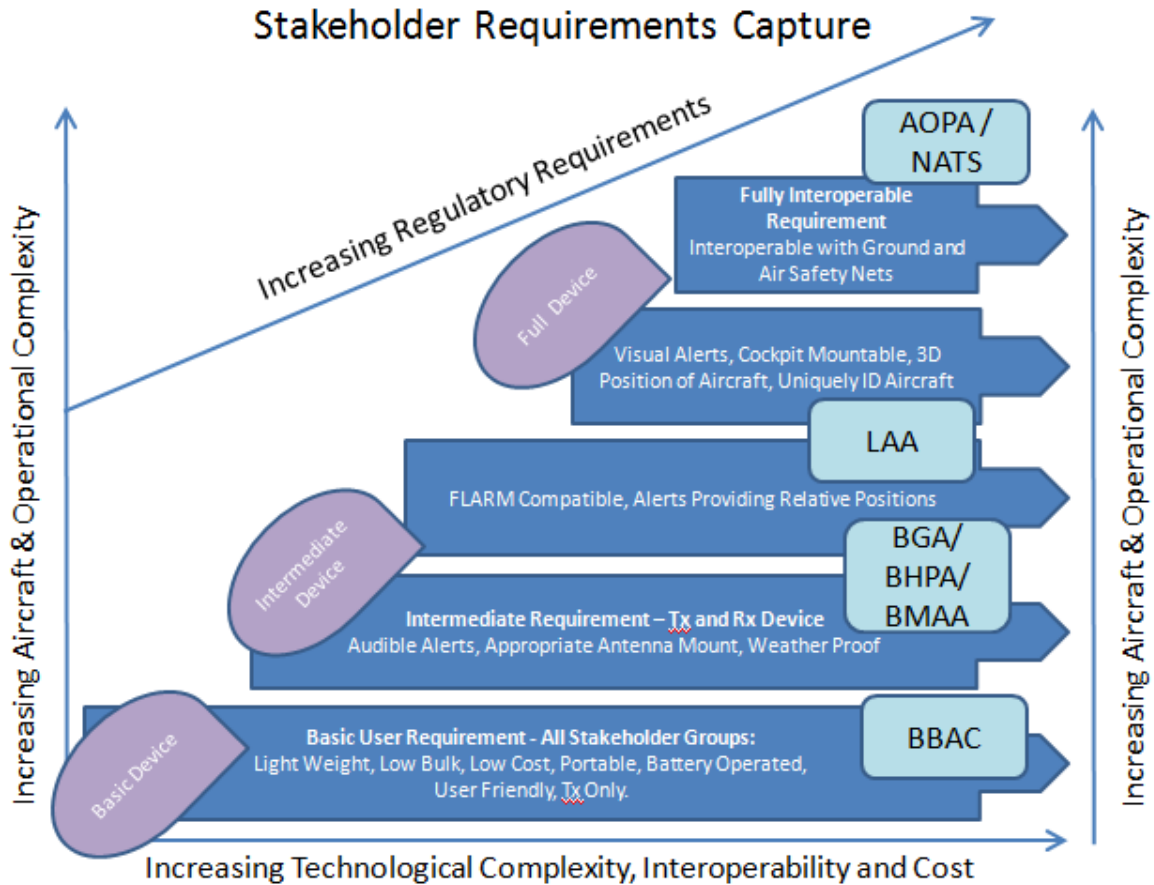 Stakeholder Requirements Capture
Increasing Regulatory Requirements
Increasing Aircraft & Operational Complexity
AOPA /
NATS
Fully Interoperable
Requirement
Interoperable with Ground and
Air Safety Nets
Full Device
Visual Alerts, Cockpit Mountable, 3D
Position of Aircraft, Uniquely ID Aircraft
LAA
FLARM Compatible, Alerts Providing Relative Positions
Intermediate
Device
BGA/
BHPA/
BMAA
Intermediate Requirement – Tx and Rx Device
Audible Alerts, Appropriate Antenna Mount, Weather Proof
Basic Device
BBAC
Basic User Requirement - All Stakeholder Groups:
Light Weight, Low Bulk, Low Cost, Portable, Battery Operated,
User Friendly, Tx Only.
Increasing Aircraft & Operational Complexity
Increasing Technological Complexity, Interoperability and Cost